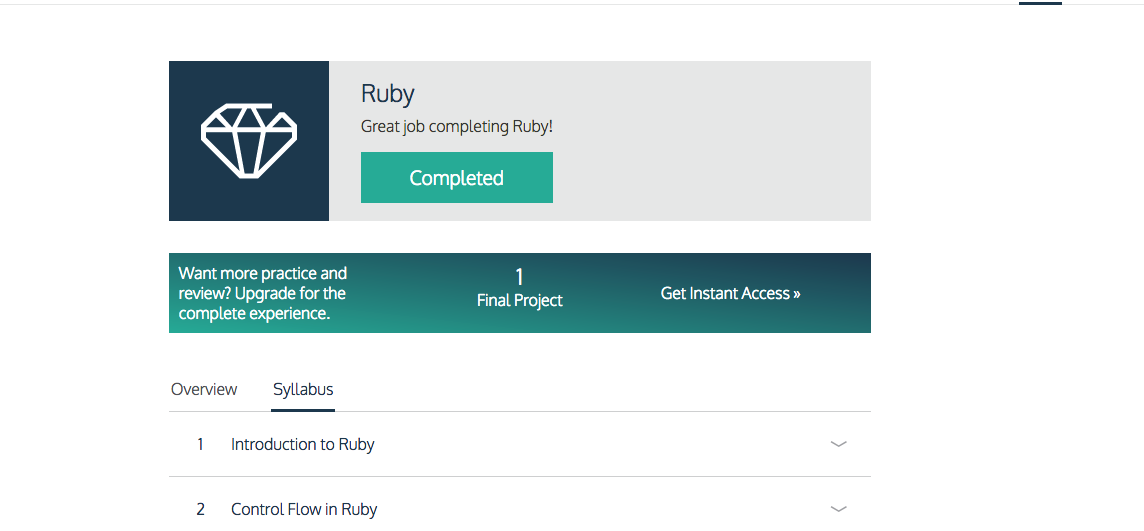 Ruby
Great job completing Ruby!
Completed
Want more practice and
review? Upgrade for the
complete experience.
1
Final Project
Get Instant Access »
Overview
Syllabus
1 Introduction to Ruby
2 Control Flow in Ruby